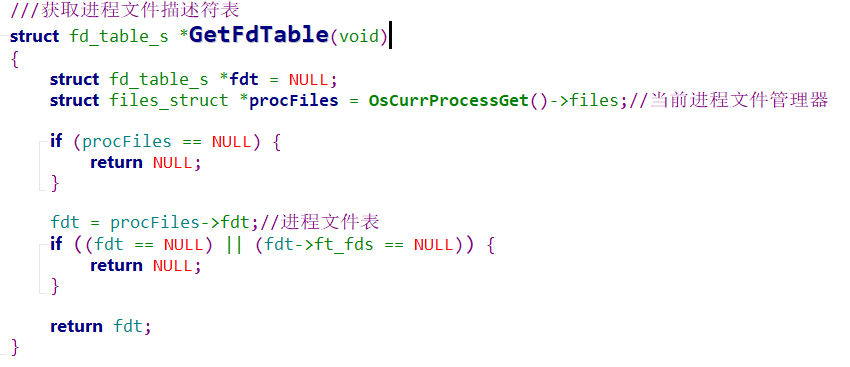 ///获取进程文件描述符表
struct fd_table_s *GetFdTable(void)
{
    struct fd_table_s *fdt = NULL;
    struct files_struct *procFiles = OsCurrProcessGet()->files;//当前进程文件管理器

    if (procFiles == NULL) {
        return NULL;
    }

    fdt = procFiles->fdt;//进程文件表
    if ((fdt == NULL) || (fdt->ft_fds == NULL)) {
        return NULL;
    }

    return fdt;
}